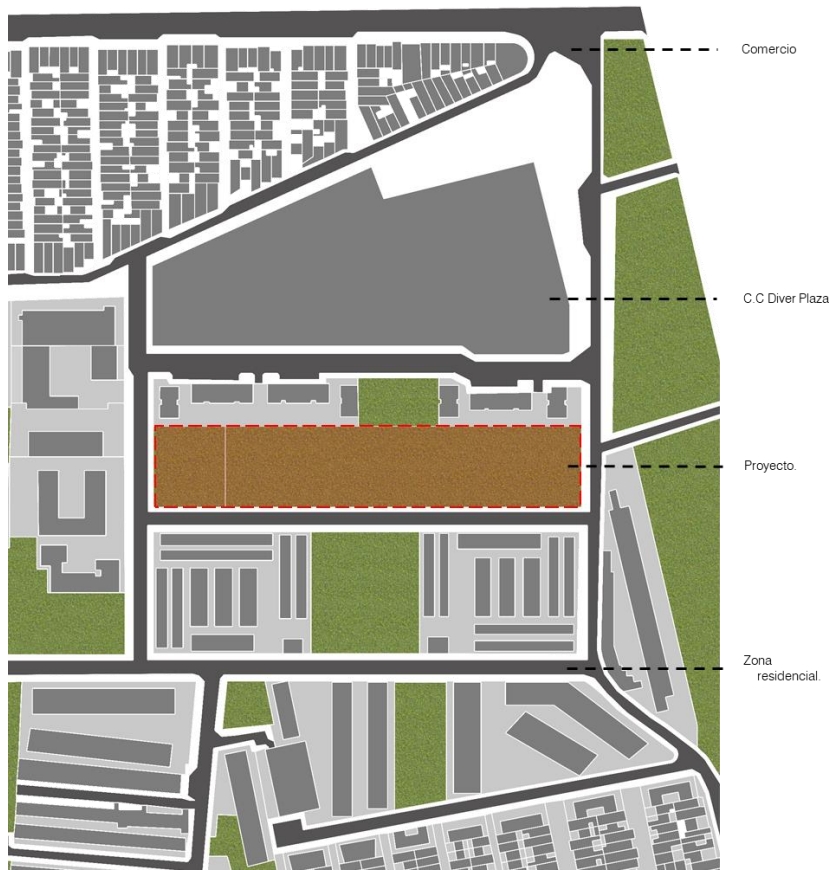 Comercio
C.C Diver Plaza
Proyecto.
Zona
residencial.